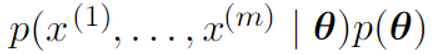 p(x^{(1)}, . . . , x^{(m)} | θ)p(θ)